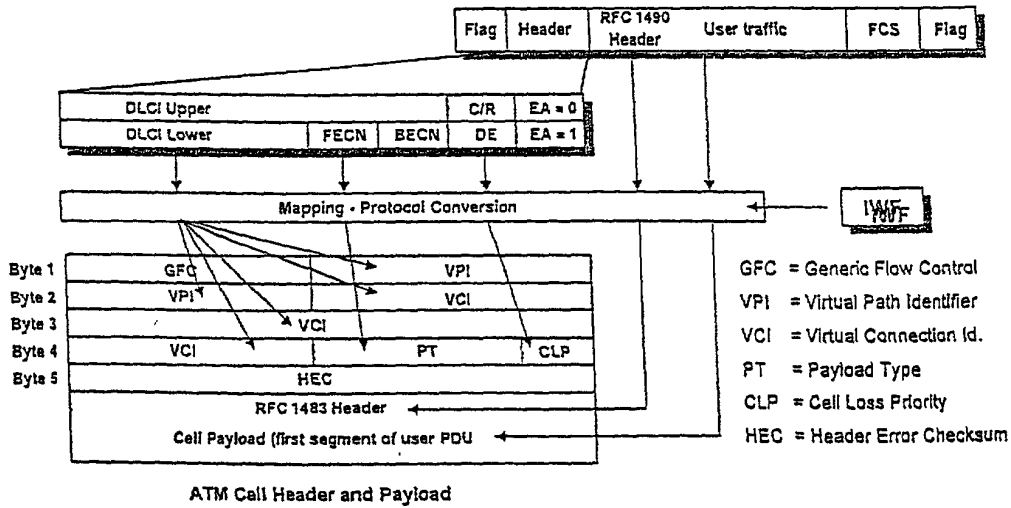 Flag Header RFC 1490 Header User traffic FCS Flag
DLCI Upper C/R EA = 0
DLCI Lower FECN BECN DE EA = 1
Mapping - Protocol Conversion
IWF
Byte 1 GFC VPI
Byte 2 VPI VCI
Byte 3 VCI
Byte 4 VCI PT CLP
Byte 5 HEC
RFC 1483 Header
Cell Payload (first segment of user PDU
GFC = Generic Flow Control
VPI = Virtual Path Identifier
VCI = Virtual Connection Id.
PT = Payload Type
CLP = Cell Loss Priority
HEC = Header Error Checksum
ATM Cell Header and Payload